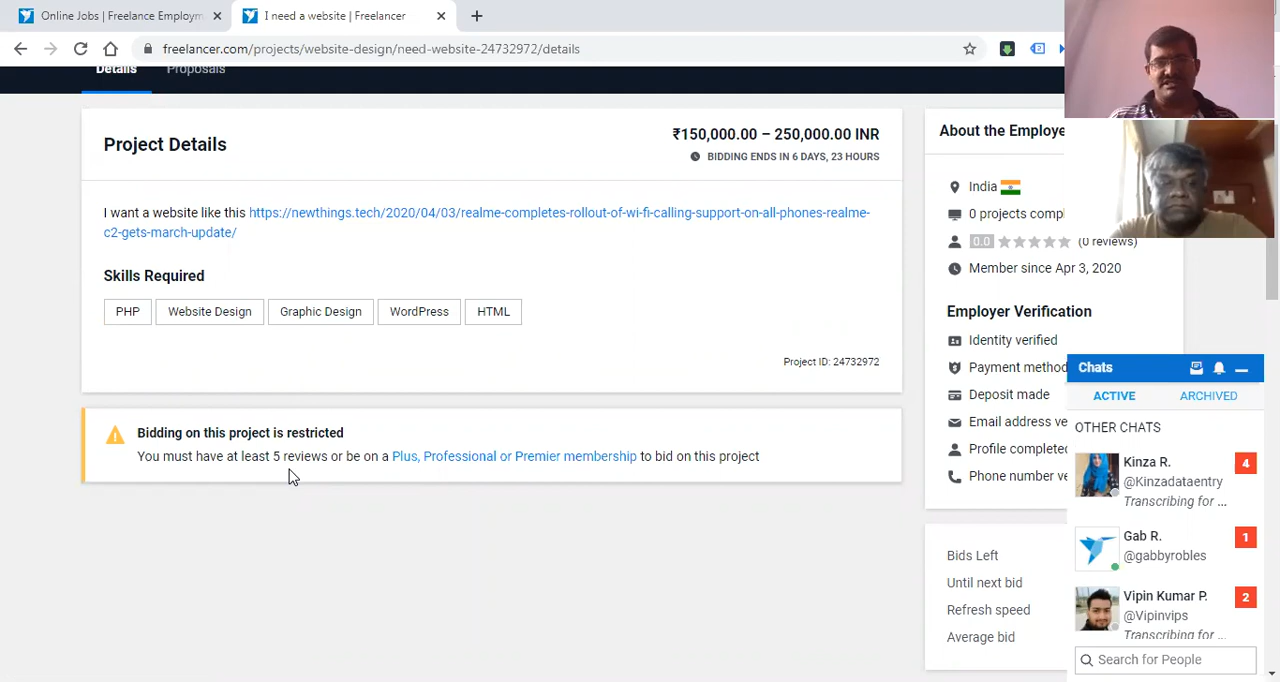 Online Jobs | Freelance Employm
I need a website | Freelancer
freelancer.com/projects/website-design/need-website-24732972/details
Details
Proposals
Project Details
₹150,000.00 – 250,000.00 INR
BIDDING ENDS IN 6 DAYS, 23 HOURS
I want a website like this https://newthings.tech/2020/04/03/realme-completes-rollout-of-wi-fi-calling-support-on-all-phones-realme-
c2-gets-march-update/
Skills Required
PHP
Website Design
Graphic Design
WordPress
HTML
Project ID: 24732972
Bidding on this project is restricted
You must have at least 5 reviews or be on a Plus, Professional or Premier membership to bid on this project
About the Employe
India
0 projects compl
0.0 (0 reviews)
Member since Apr 3, 2020
Employer Verification
Identity verified
Payment method
Deposit made
Email address ve
Profile completed
Phone number ve
Bids Left
Until next bid
Refresh speed
Average bid
Chats
ACTIVE
ARCHIVED
OTHER CHATS
Kinza R.
4
@Kinzadataentry
Transcribing for ...
Gab R.
1
@gabbyrobles
Vipin Kumar P.
2
@Vipinvips
Transcribing for ...
Search for People